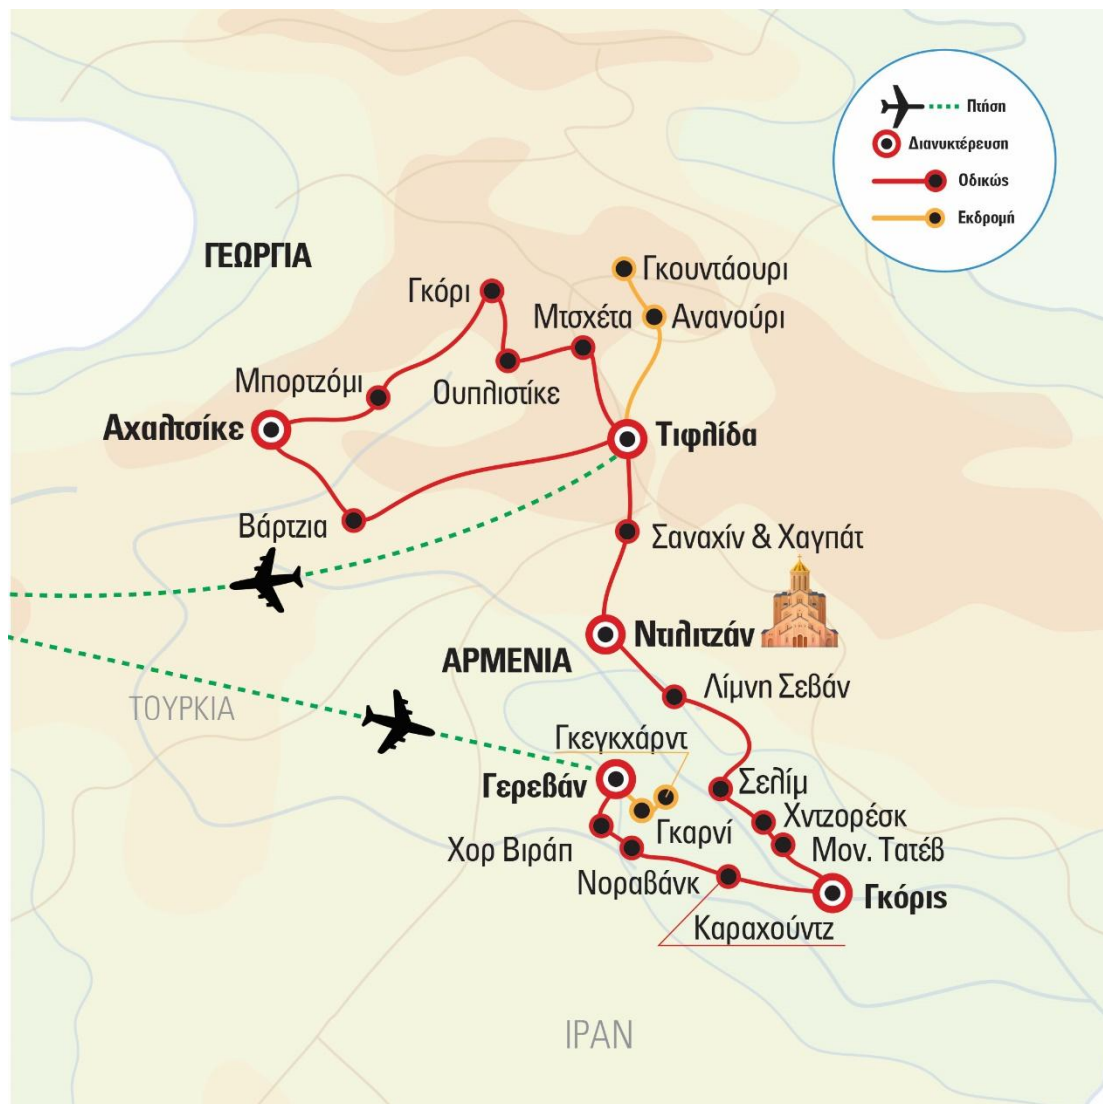 Πτήση
Διανυκτέρευση
Οδικώς
Εκδρομή
ΓΕΩΡΓΙΑ
Γκουντάουρι
Γκόρι
Μτσχέτα
Ανανούρι
Μπορτζόμι
Ουπλιστίκε
Αχαλτσίκε
Τιφλίδα
Βάρτζια
Σαναχίν & Χαγπάτ
Ντιλιτζάν
ΑΡΜΕΝΙΑ
Λίμνη Σεβάν
ΤΟΥΡΚΙΑ
Γκεγκχάρντ
Γερεβάν
Σελίμ
Χντζορέσκ
Γκαρνί
Χορ Βιράπ
Μον. Τατέβ
Νοραβάνκ
Γκόρις
Καραχούντζ
ΙΡΑΝ